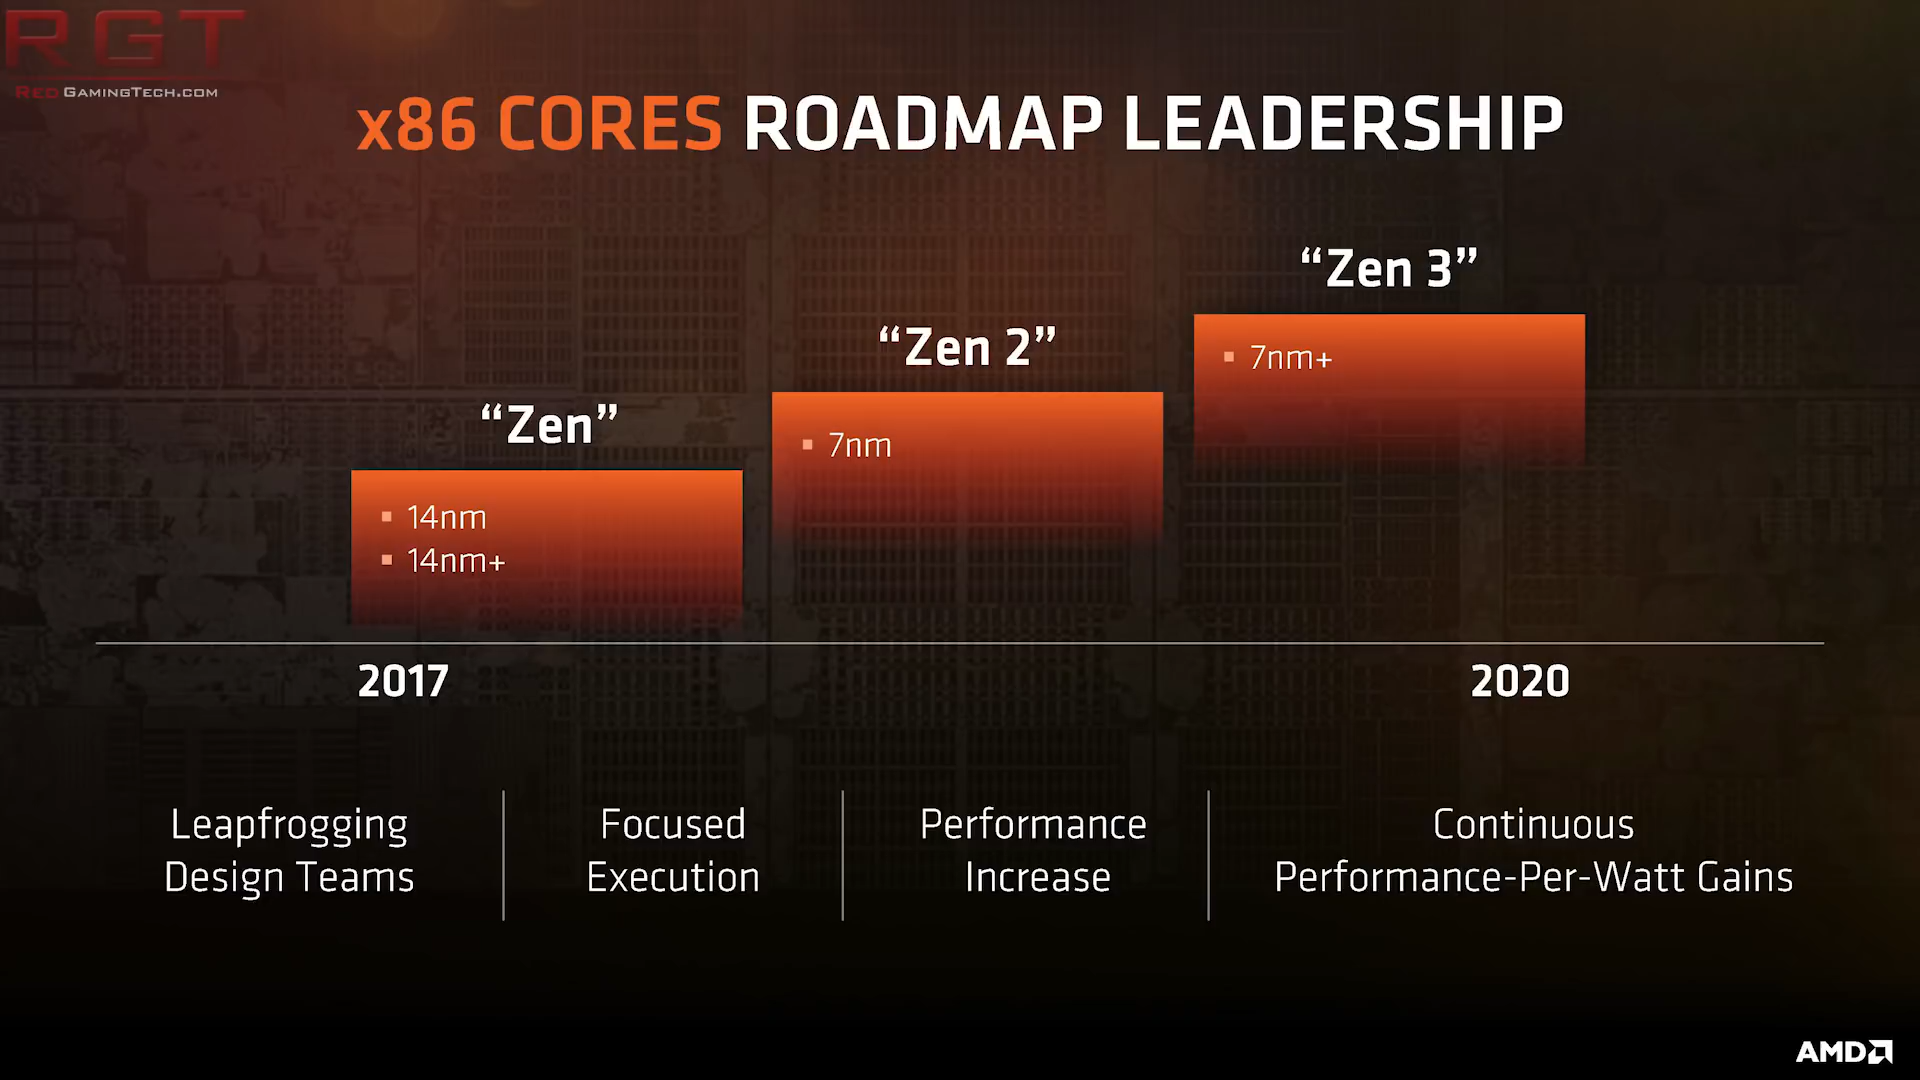 RGT
RedGamingTech.com
x86 CORES ROADMAP LEADERSHIP
“Zen”
▪ 14nm
▪ 14nm+
“Zen 2”
▪ 7nm
“Zen 3”
▪ 7nm+
2017
2020
Leapfrogging
Design Teams
Focused
Execution
Performance
Increase
Continuous
Performance-Per-Watt Gains
AMD